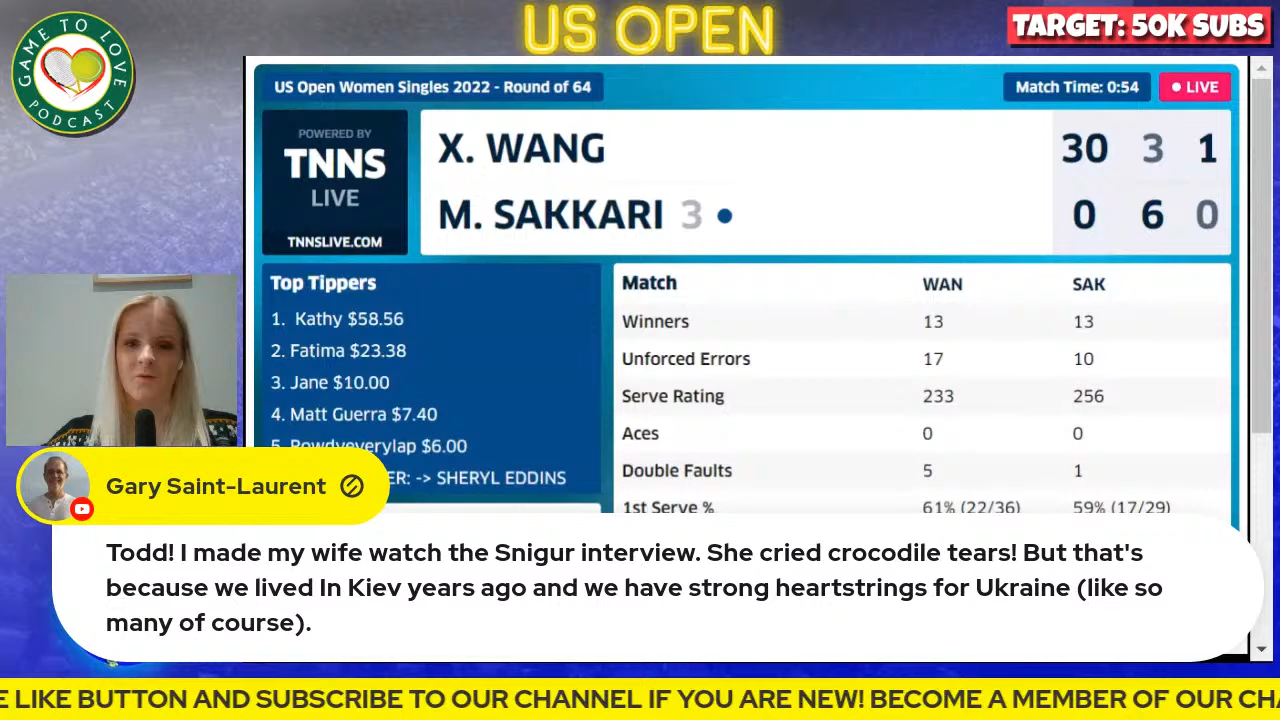 US OPEN
TARGET: 50K SUBS
GAME TO LOVE
PODCAST
US Open Women Singles 2022 - Round of 64
Match Time: 0:54
LIVE
POWERED BY
TNNS
LIVE
TNNSLIVE.COM
X. WANG 30 3 1
M. SAKKARI 3 0 6 0
Top Tippers
1. Kathy $58.56
2. Fatima $23.38
3. Jane $10.00
4. Matt Guerra $7.40
5. Rowdyeverylap $6.00
ER: -> SHERYL EDDINS
Match WAN SAK
Winners 13 13
Unforced Errors 17 10
Serve Rating 233 256
Aces 0 0
Double Faults 5 1
1st Serve % 61% (22/36) 59% (17/29)
Gary Saint-Laurent
Todd! I made my wife watch the Snigur interview. She cried crocodile tears! But that's
because we lived In Kiev years ago and we have strong heartstrings for Ukraine (like so
many of course).
E LIKE BUTTON AND SUBSCRIBE TO OUR CHANNEL IF YOU ARE NEW! BECOME A MEMBER OF OUR CHA